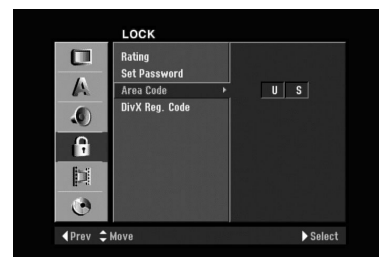 LOCK
Rating
Set Password
Area Code
U S
DivX Reg. Code
Prev Move Select